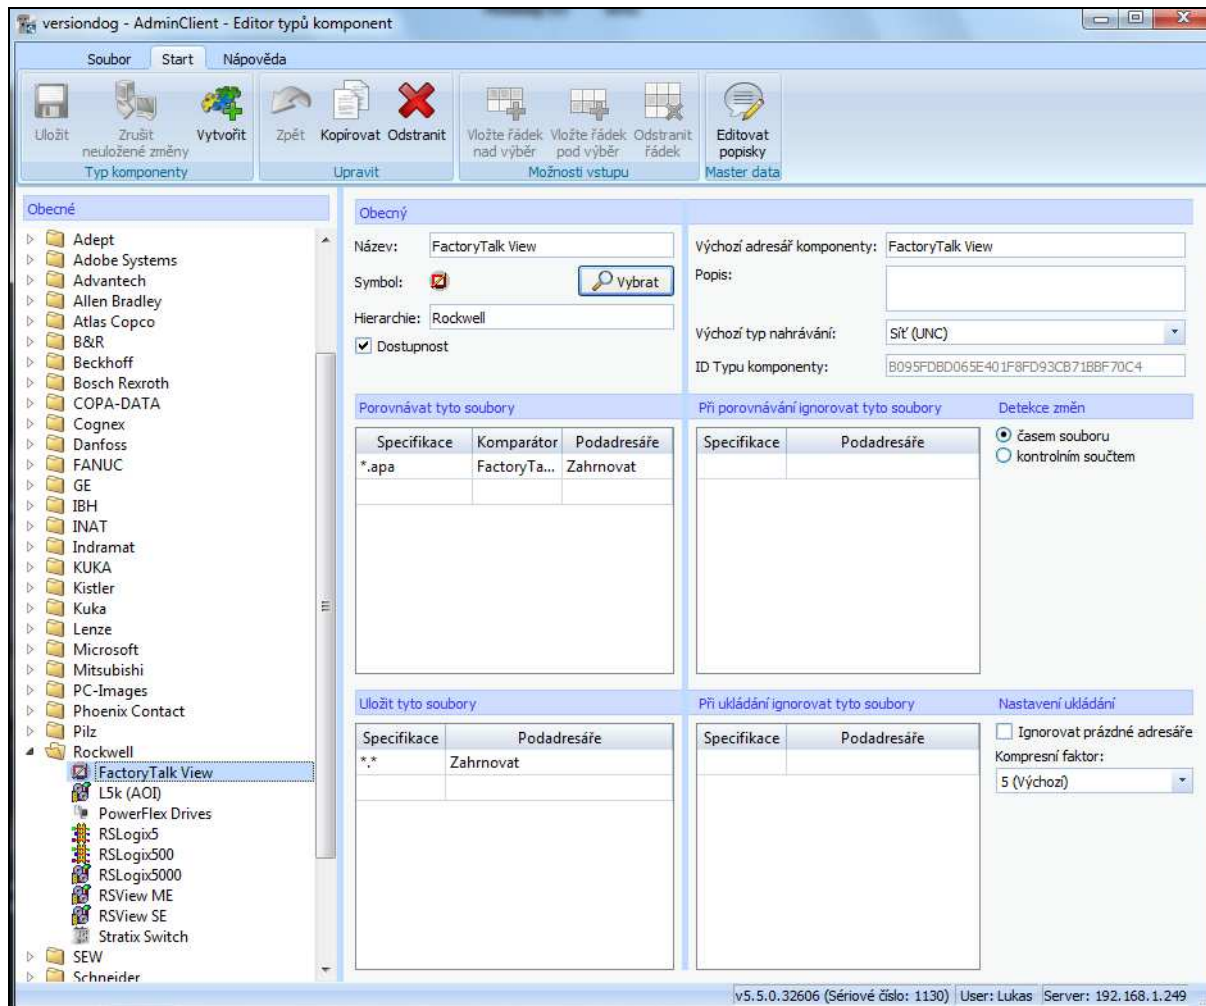 versiondog - AdminClient - Editor typů komponent
Soubor Start Nápověda
Uložit Zrušit neuložené změny Vytvořit Zpět Kopírovat Odstranit Vložte řádek nad výběr Vložte řádek pod výběr Odstranit řádek Editovat popisky
Typ komponenty Upravit Možnosti vstupu Master data
Obecné
Adept
Adobe Systems
Advantech
Allen Bradley
Atlas Copco
B&R
Beckhoff
Bosch Rexroth
COPA-DATA
Cognex
Danfoss
FANUC
GE
IBH
INAT
Indramat
KUKA
Kistler
Kuka
Lenze
Microsoft
Mitsubishi
PC-Images
Phoenix Contact
Pilz
Rockwell
FactoryTalk View
L5k (AOI)
PowerFlex Drives
RSLogix5
RSLogix500
RSLogix5000
RSView ME
RSView SE
Stratix Switch
SEW
Schneider
Obecný
Název: FactoryTalk View
Symbol: Vybrat
Hierarchie: Rockwell
Dostupnost
Výchozí adresář komponenty: FactoryTalk View
Popis:
Výchozí typ nahrávání: Síť (UNC)
ID Typu komponenty: B095FDBD065E401F8FD93CB71BBF70C4
Porovnávat tyto soubory
Specifikace Komparátor Podadresáře
*.apa FactoryTa... Zahrnovat
Při porovnávání ignorovat tyto soubory
Specifikace Podadresáře
Detekce změn
časem souboru
kontrolním součtem
Uložit tyto soubory
Specifikace Podadresáře
*.* Zahrnovat
Při ukládání ignorovat tyto soubory
Specifikace Podadresáře
Nastavení ukládání
Ignorovat prázdné adresáře
Kompresní faktor:
5 (Výchozí)
v5.5.0.32606 (Sériové číslo: 1130) User: Lukas Server: 192.168.1.249